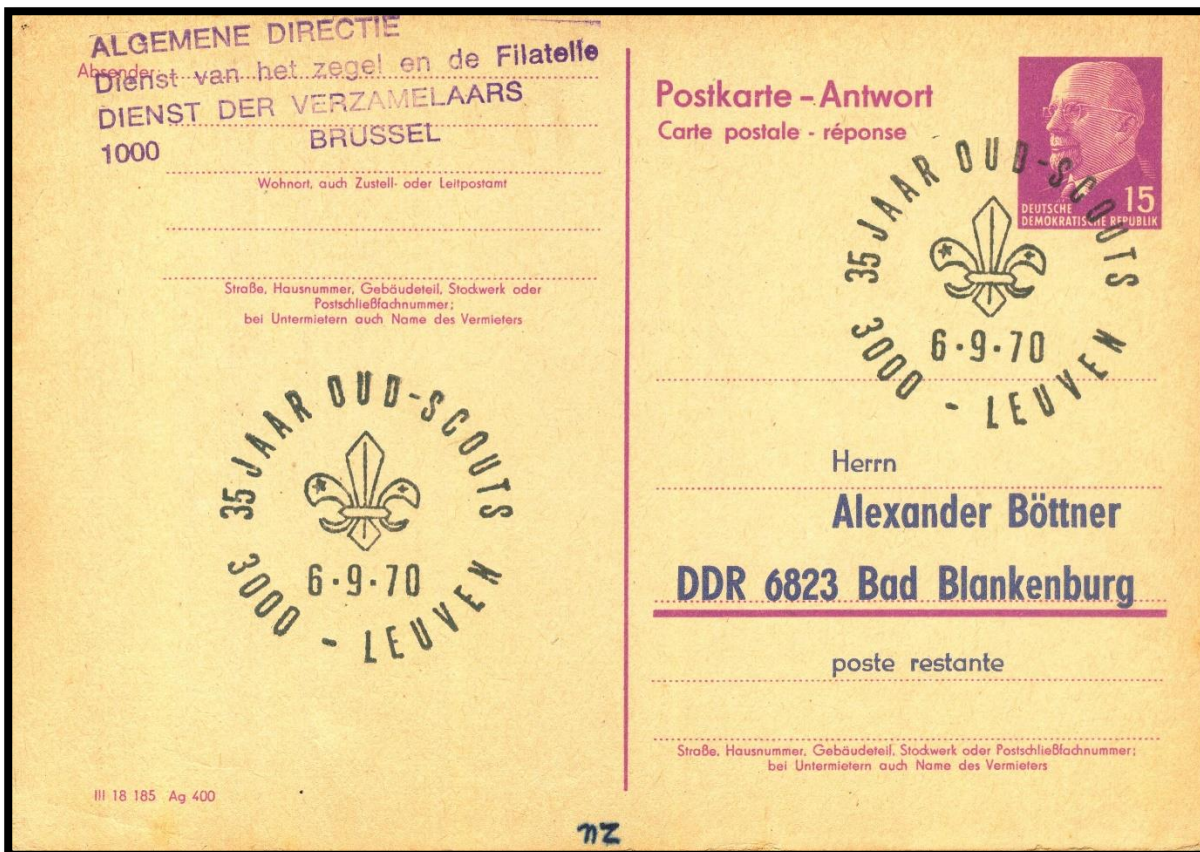 ALGEMENE DIRECTIE
Absender
Dienst van het zegel en de Filatelie
DIENST DER VERZAMELAARS
1000 BRUSSEL
Wohnort, auch Zustell- oder Leitpostamt
Straße, Hausnummer, Gebäudeteil, Stockwerk oder
Postschließfachnummer;
bei Untermietern auch Name des Vermieters
35 JAAR OUD-SCOUTS
6·9·70
3000 - LEUVEN
III 18 185 Ag 400
Postkarte - Antwort
Carte postale - réponse
15
DEUTSCHE
DEMOKRATISCHE REPUBLIK
35 JAAR OUD-SCOUTS
6·9·70
3000 - LEUVEN
Herrn
Alexander Böttner
DDR 6823 Bad Blankenburg
poste restante
Straße, Hausnummer, Gebäudeteil, Stockwerk oder Postschließfachnummer;
bei Untermietern auch Name des Vermieters